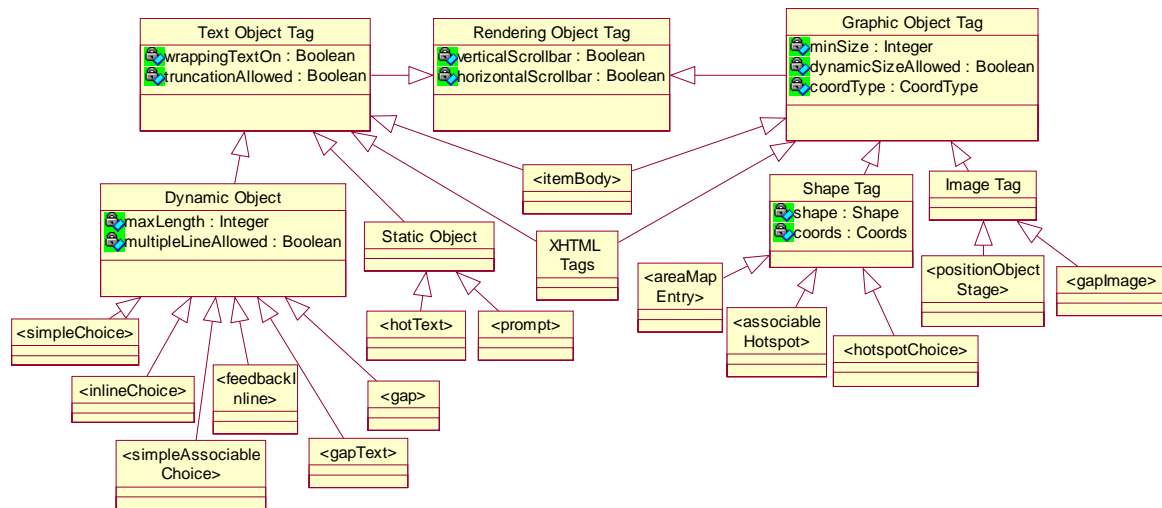 Text Object Tag
wrappingTextOn : Boolean
truncationAllowed : Boolean
Rendering Object Tag
verticalScrollbar : Boolean
horizontalScrollbar : Boolean
Graphic Object Tag
minSize : Integer
dynamicSizeAllowed : Boolean
coordType : CoordType
<itemBody>
Dynamic Object
maxLength : Integer
multipleLineAllowed : Boolean
Static Object
XHTML
Tags
Shape Tag
shape : Shape
coords : Coords
Image Tag
<areaMap
Entry>
<positionObject
Stage>
<gapImage>
<simpleChoice>
<hotText>
<prompt>
<associable
Hotspot>
<hotspotChoice>
<inlineChoice>
<feedbackI
nline>
<gap>
<simpleAssociable
Choice>
<gapText>